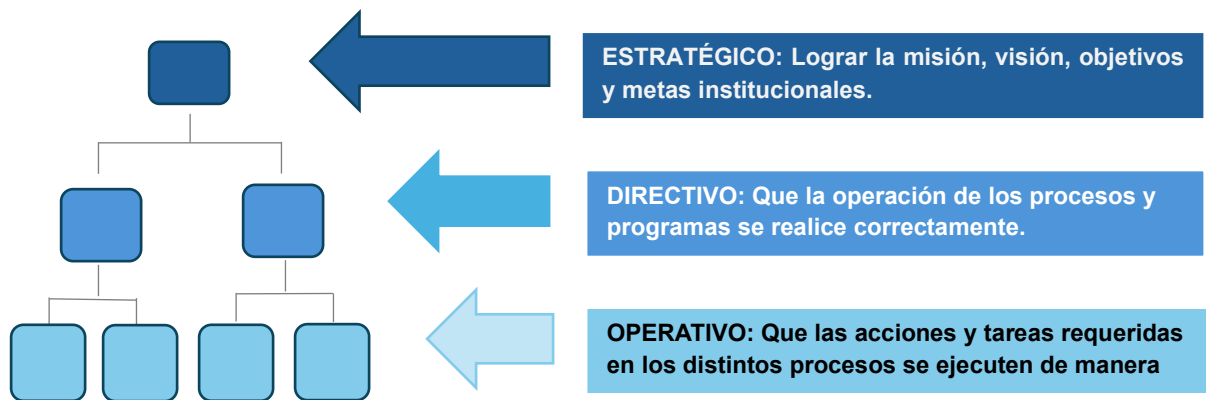 ESTRATÉGICO: Lograr la misión, visión, objetivos
y metas institucionales.
DIRECTIVO: Que la operación de los procesos y
programas se realice correctamente.
OPERATIVO: Que las acciones y tareas requeridas
en los distintos procesos se ejecuten de manera